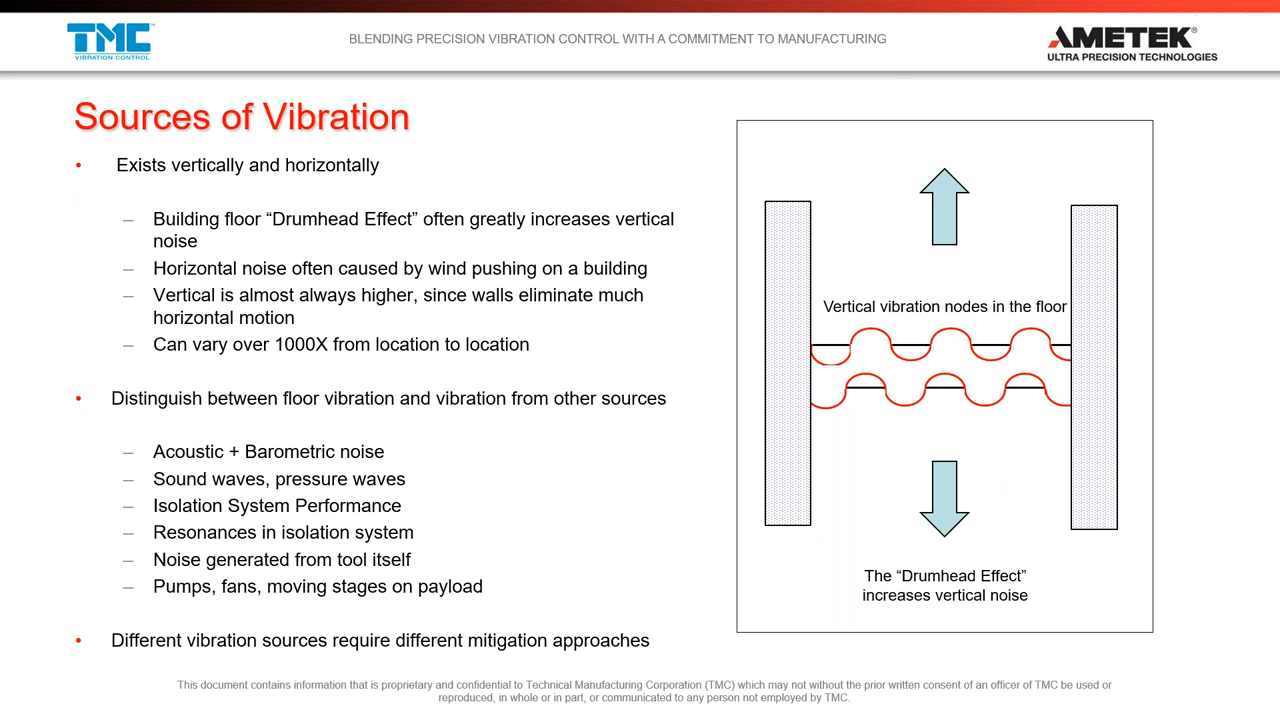 TMC
VIBRATION CONTROL
BLENDING PRECISION VIBRATION CONTROL WITH A COMMITMENT TO MANUFACTURING
AMETEK®
ULTRA PRECISION TECHNOLOGIES
Sources of Vibration
• Exists vertically and horizontally
– Building floor “Drumhead Effect” often greatly increases vertical
noise
– Horizontal noise often caused by wind pushing on a building
– Vertical is almost always higher, since walls eliminate much
horizontal motion
– Can vary over 1000X from location to location
• Distinguish between floor vibration and vibration from other sources
– Acoustic + Barometric noise
– Sound waves, pressure waves
– Isolation System Performance
– Resonances in isolation system
– Noise generated from tool itself
– Pumps, fans, moving stages on payload
• Different vibration sources require different mitigation approaches
Vertical vibration nodes in the floor
The “Drumhead Effect”
increases vertical noise
This document contains information that is proprietary and confidential to Technical Manufacturing Corporation (TMC) which may not without the prior written consent of an officer of TMC be used or
reproduced, in whole or in part, or communicated to any person not employed by TMC.